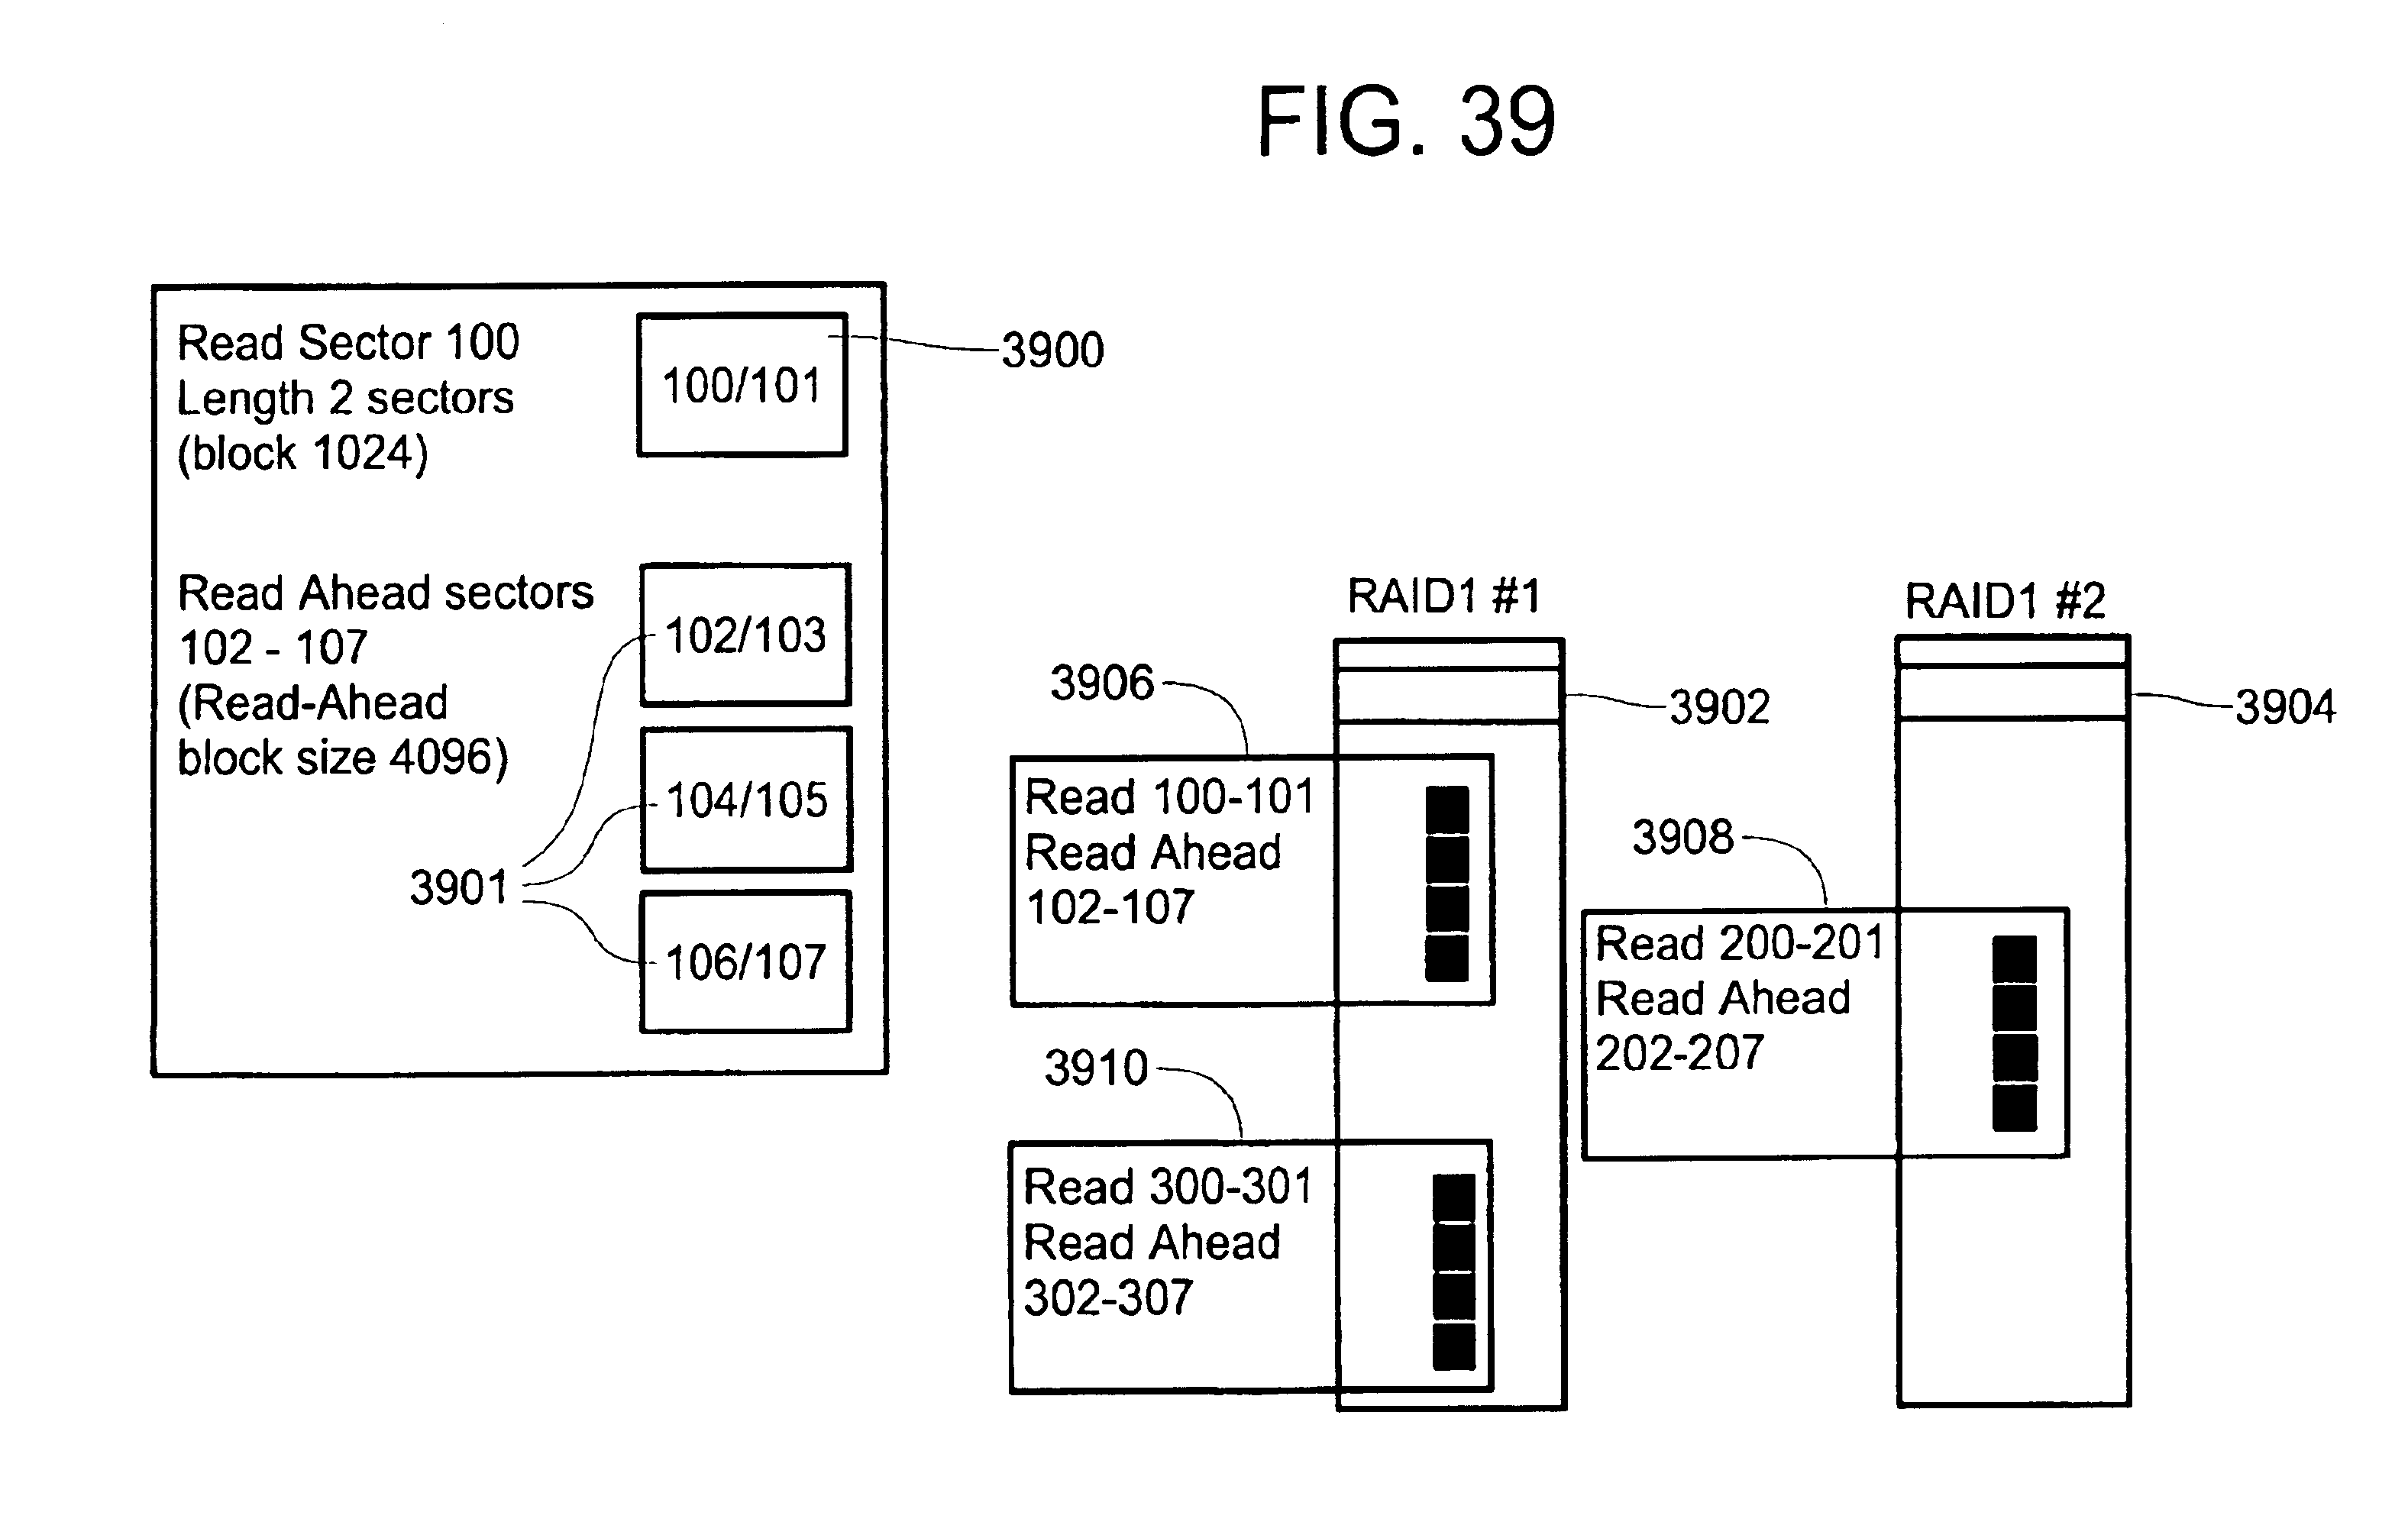 FIG. 39
Read Sector 100
Length 2 sectors
(block 1024)
100/101
3900
Read Ahead sectors
102 - 107
(Read-Ahead
block size 4096)
102/103
104/105
106/107
3901
RAID1 #1
3902
3906
Read 100-101
Read Ahead
102-107
3910
Read 300-301
Read Ahead
302-307
RAID1 #2
3904
3908
Read 200-201
Read Ahead
202-207